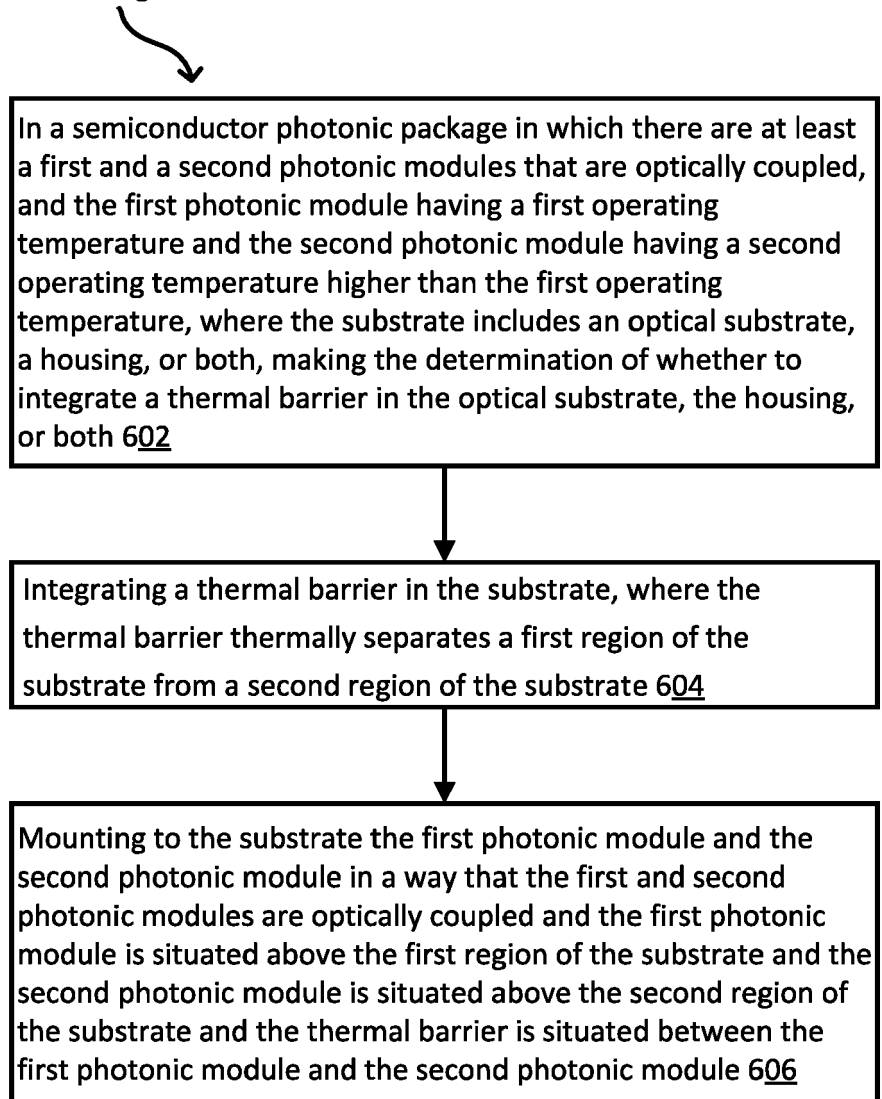 In a semiconductor photonic package in which there are at least
a first and a second photonic modules that are optically coupled,
and the first photonic module having a first operating
temperature and the second photonic module having a second
operating temperature higher than the first operating
temperature, where the substrate includes an optical substrate,
a housing, or both, making the determination of whether to
integrate a thermal barrier in the optical substrate, the housing,
or both 602
Integrating a thermal barrier in the substrate, where the
thermal barrier thermally separates a first region of the
substrate from a second region of the substrate 604
Mounting to the substrate the first photonic module and the
second photonic module in a way that the first and second
photonic modules are optically coupled and the first photonic
module is situated above the first region of the substrate and the
second photonic module is situated above the second region of
the substrate and the thermal barrier is situated between the
first photonic module and the second photonic module 606